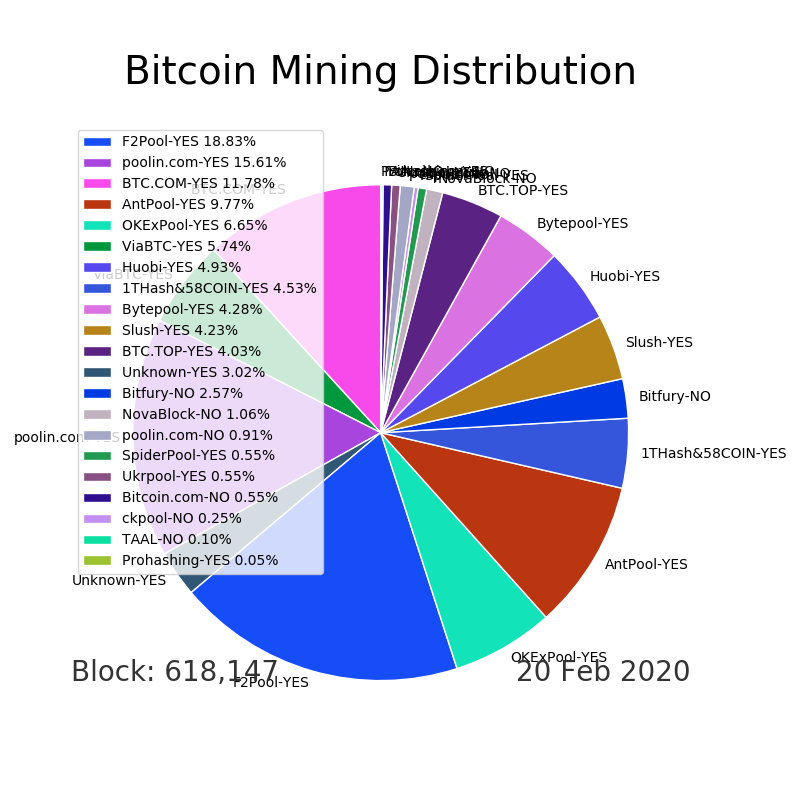 Bitcoin Mining Distribution
F2Pool-YES 18.83%
poolin.com-YES 15.61%
BTC.COM-YES 11.78%
AntPool-YES 9.77%
OKExPool-YES 6.65%
ViaBTC-YES 5.74%
Huobi-YES 4.93%
1THash&58COIN-YES 4.53%
Bytepool-YES 4.28%
Slush-YES 4.23%
BTC.TOP-YES 4.03%
Unknown-YES 3.02%
Bitfury-NO 2.57%
NovaBlock-NO 1.06%
poolin.com-NO 0.91%
SpiderPool-YES 0.55%
Ukrpool-YES 0.55%
Bitcoin.com-NO 0.55%
ckpool-NO 0.25%
TAAL-NO 0.10%
Prohashing-YES 0.05%
NovaBlock-NO
BTC.TOP-YES
Bytepool-YES
Huobi-YES
Slush-YES
Bitfury-NO
1THash&58COIN-YES
AntPool-YES
OKExPool-YES
F2Pool-YES
Unknown-YES
poolin.com-YES
ViaBTC-YES
BTC.COM-YES
Block: 618,147
20 Feb 2020